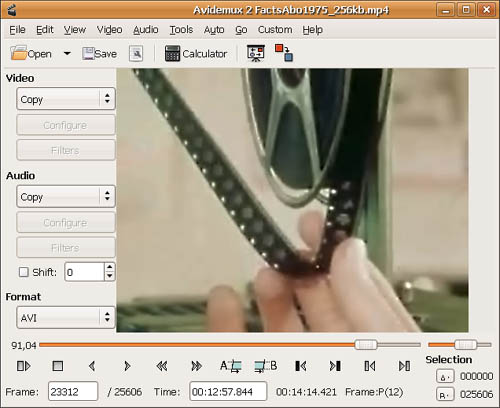 Avidemux 2 FactsAbo1975_256kb.mp4
File Edit View Video Audio Tools Auto Go Custom Help
Open Save Calculator
Video
Copy
Configure
Filters
Audio
Copy
Configure
Filters
Shift: 0
Format
AVI
91,04
A B
Selection
A: 000000
Frame: 23312 / 25606 Time: 00:12:57.844 00:14:14.421 Frame:P(12)
B: 025606